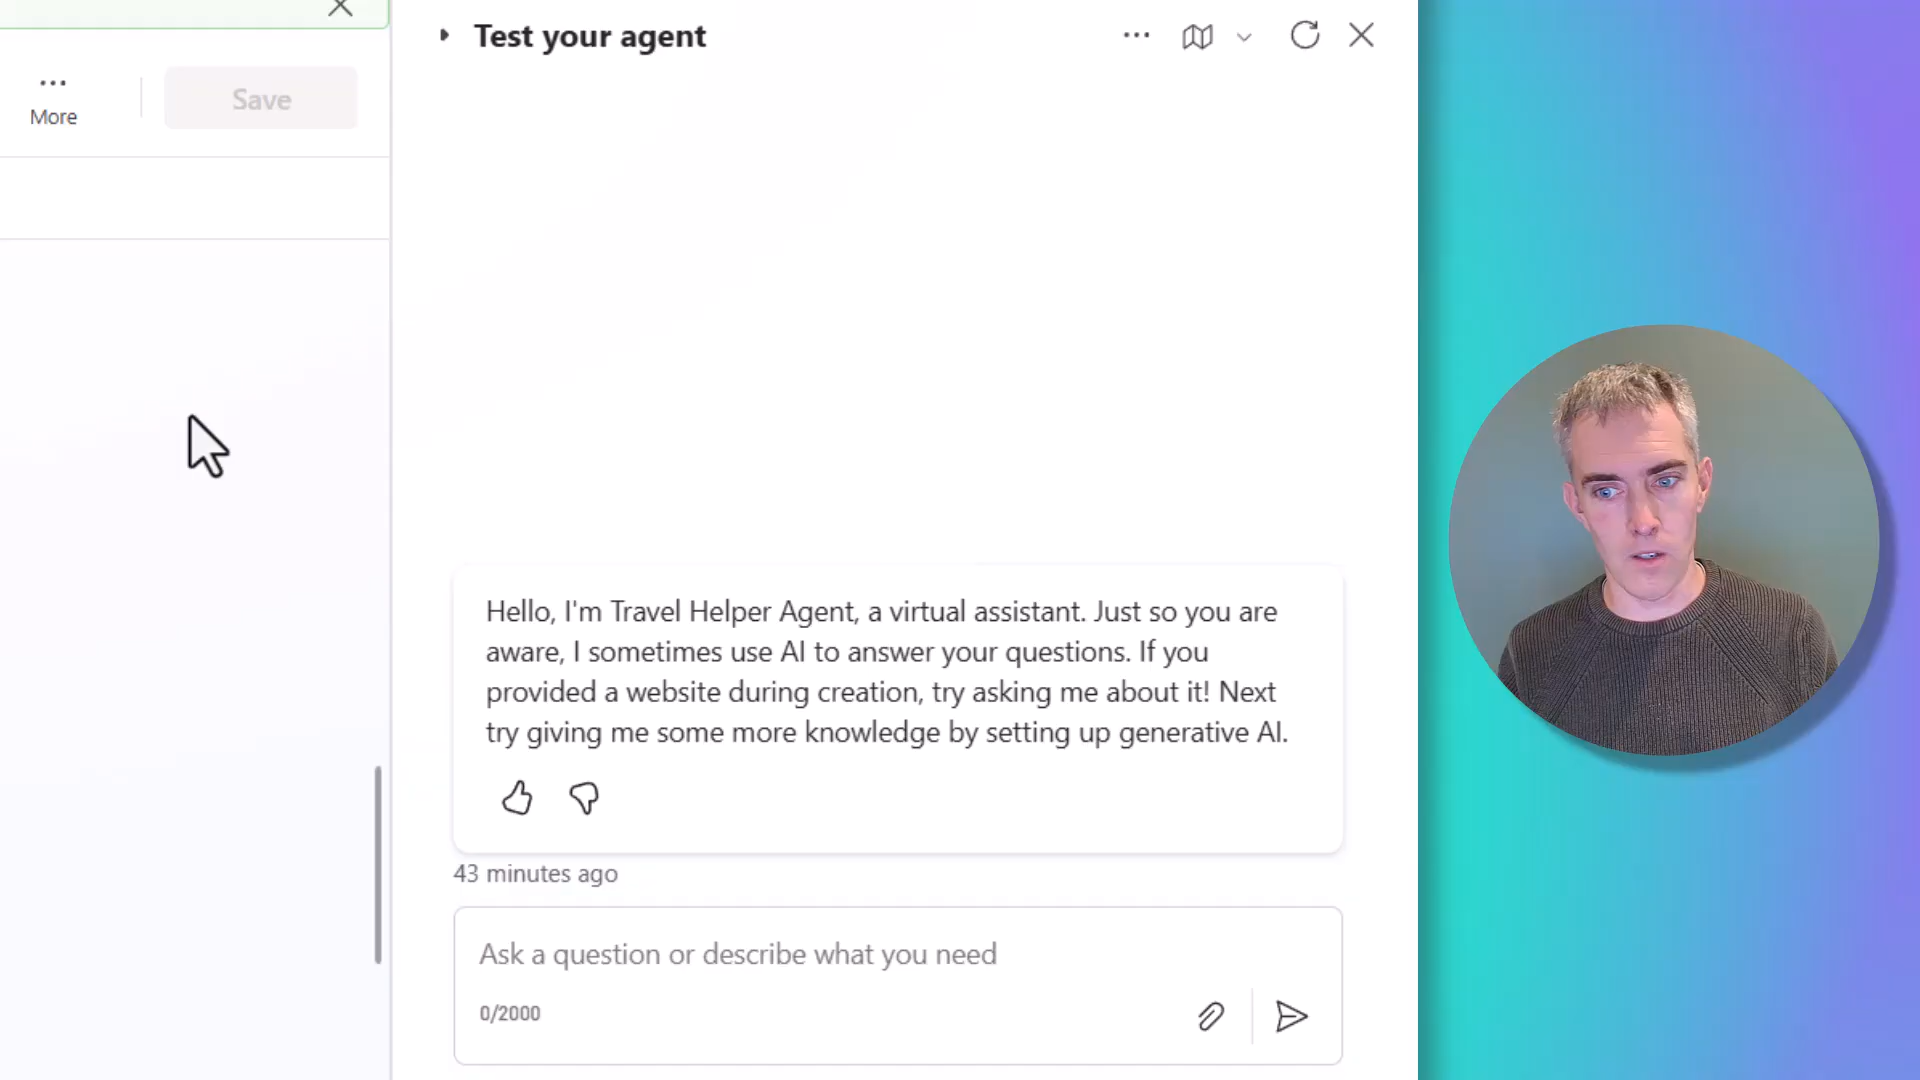 Test your agent
More
Save
Hello, I'm Travel Helper Agent, a virtual assistant. Just so you are
aware, I sometimes use AI to answer your questions. If you
provided a website during creation, try asking me about it! Next
try giving me some more knowledge by setting up generative AI.
43 minutes ago
Ask a question or describe what you need
0/2000